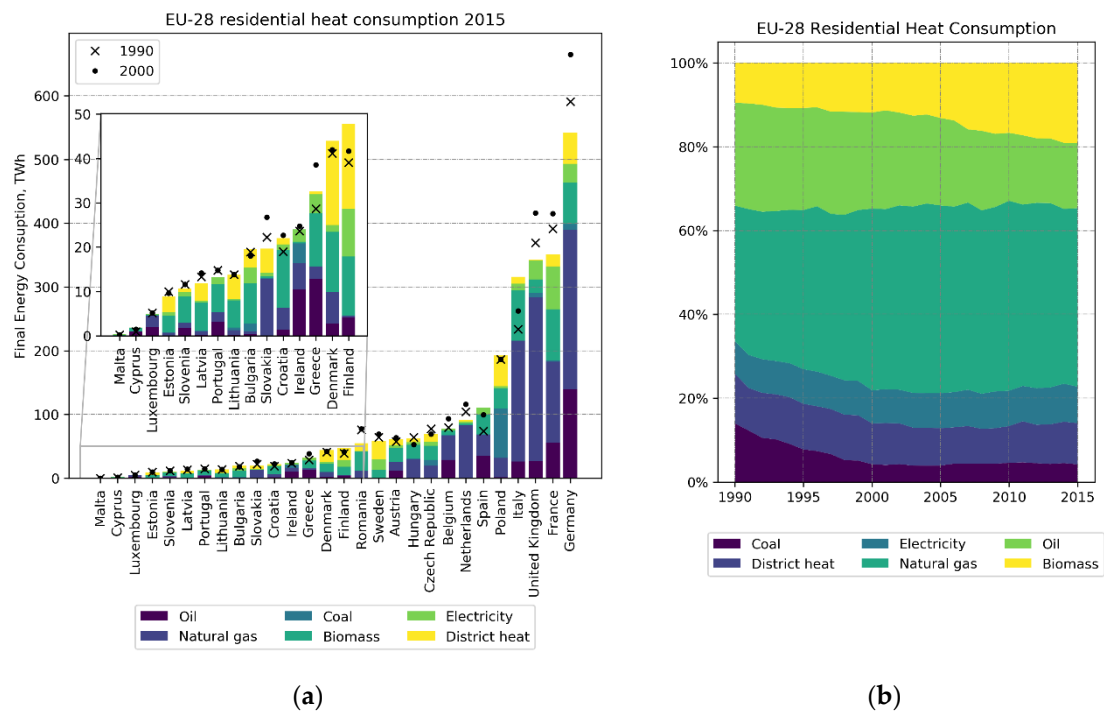 EU-28 residential heat consumption 2015
Final Energy Consuption, TWh
600
500
400
300
200
100
0
1990
2000
50
40
30
20
10
0
Malta
Cyprus
Luxembourg
Estonia
Slovenia
Latvia
Portugal
Lithuania
Bulgaria
Slovakia
Croatia
Ireland
Greece
Denmark
Finland
Malta
Cyprus
Luxembourg
Estonia
Slovenia
Latvia
Portugal
Lithuania
Bulgaria
Slovakia
Croatia
Ireland
Greece
Denmark
Finland
Romania
Sweden
Austria
Hungary
Czech Republic
Belgium
Netherlands
Spain
Poland
Italy
United Kingdom
France
Germany
Oil
Coal
Electricity
Natural gas
Biomass
District heat
(a)
EU-28 Residential Heat Consumption
100%
80%
60%
40%
20%
0%
1990
1995
2000
2005
2010
2015
Coal
Electricity
Oil
District heat
Natural gas
Biomass
(b)